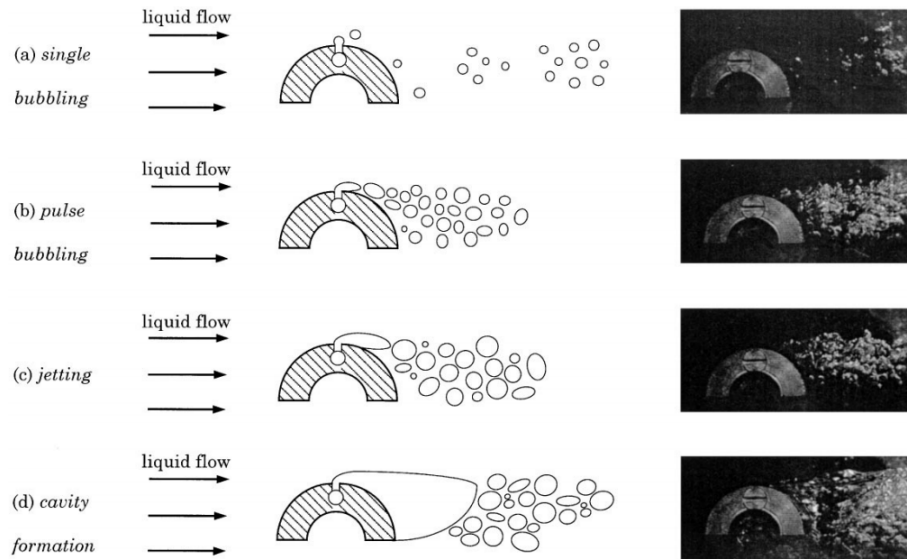 liquid flow
(a) single
bubbling
liquid flow
(b) pulse
bubbling
liquid flow
(c) jetting
liquid flow
(d) cavity
formation